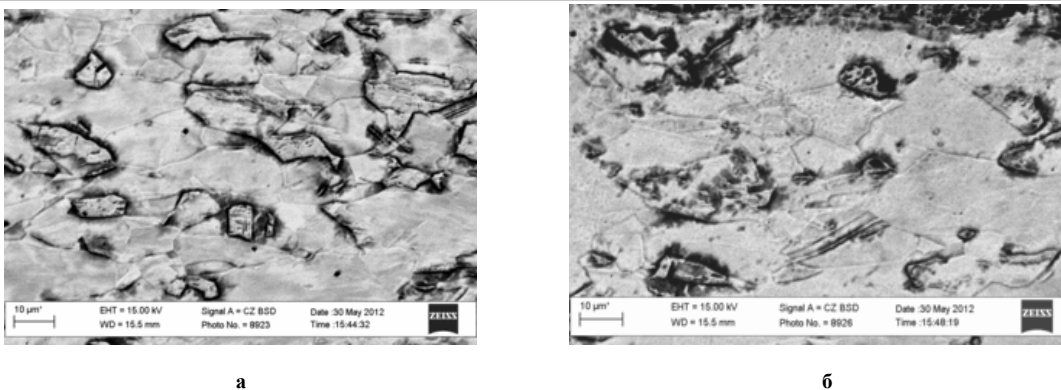 10 µm*
EHT = 15.00 kV
Signal A = CZ BSD
Date :30 May 2012
WD = 15.5 mm
Photo No. = 8923
Time :15:44:32
ZEISS
10 µm*
EHT = 15.00 kV
Signal A = CZ BSD
Date :30 May 2012
WD = 15.5 mm
Photo No. = 8926
Time :15:48:19
ZEISS
а
б